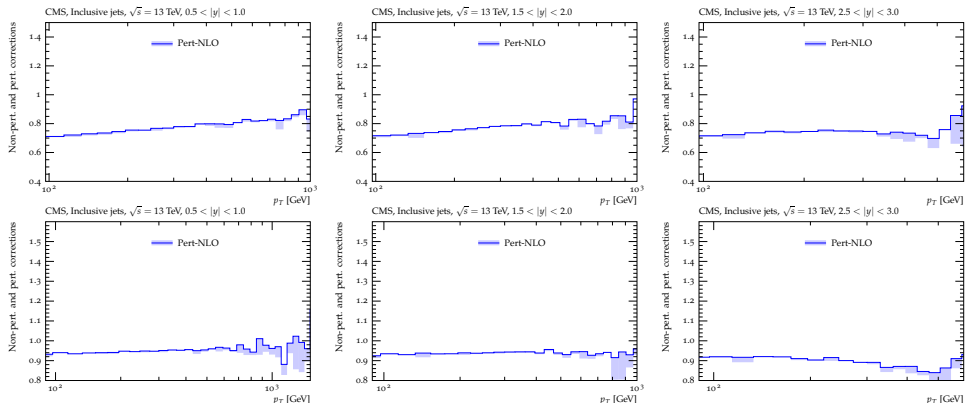 CMS, Inclusive jets, √s = 13 TeV, 0.5 < |y| < 1.0
Non-pert. and pert. corrections
Pert-NLO
1.4
1.2
1
0.8
0.6
0.4
10²
10³
p_T [GeV]
CMS, Inclusive jets, √s = 13 TeV, 1.5 < |y| < 2.0
Non-pert. and pert. corrections
Pert-NLO
1.4
1.2
1
0.8
0.6
0.4
10²
10³
p_T [GeV]
CMS, Inclusive jets, √s = 13 TeV, 2.5 < |y| < 3.0
Non-pert. and pert. corrections
Pert-NLO
1.4
1.2
1
0.8
0.6
0.4
10²
p_T [GeV]
CMS, Inclusive jets, √s = 13 TeV, 0.5 < |y| < 1.0
Non-pert. and pert. corrections
Pert-NLO
1.5
1.4
1.3
1.2
1.1
1.0
0.9
0.8
10²
10³
p_T [GeV]
CMS, Inclusive jets, √s = 13 TeV, 1.5 < |y| < 2.0
Non-pert. and pert. corrections
Pert-NLO
1.5
1.4
1.3
1.2
1.1
1.0
0.9
0.8
10²
10³
p_T [GeV]
CMS, Inclusive jets, √s = 13 TeV, 2.5 < |y| < 3.0
Non-pert. and pert. corrections
Pert-NLO
1.5
1.4
1.3
1.2
1.1
1.0
0.9
0.8
10²
p_T [GeV]